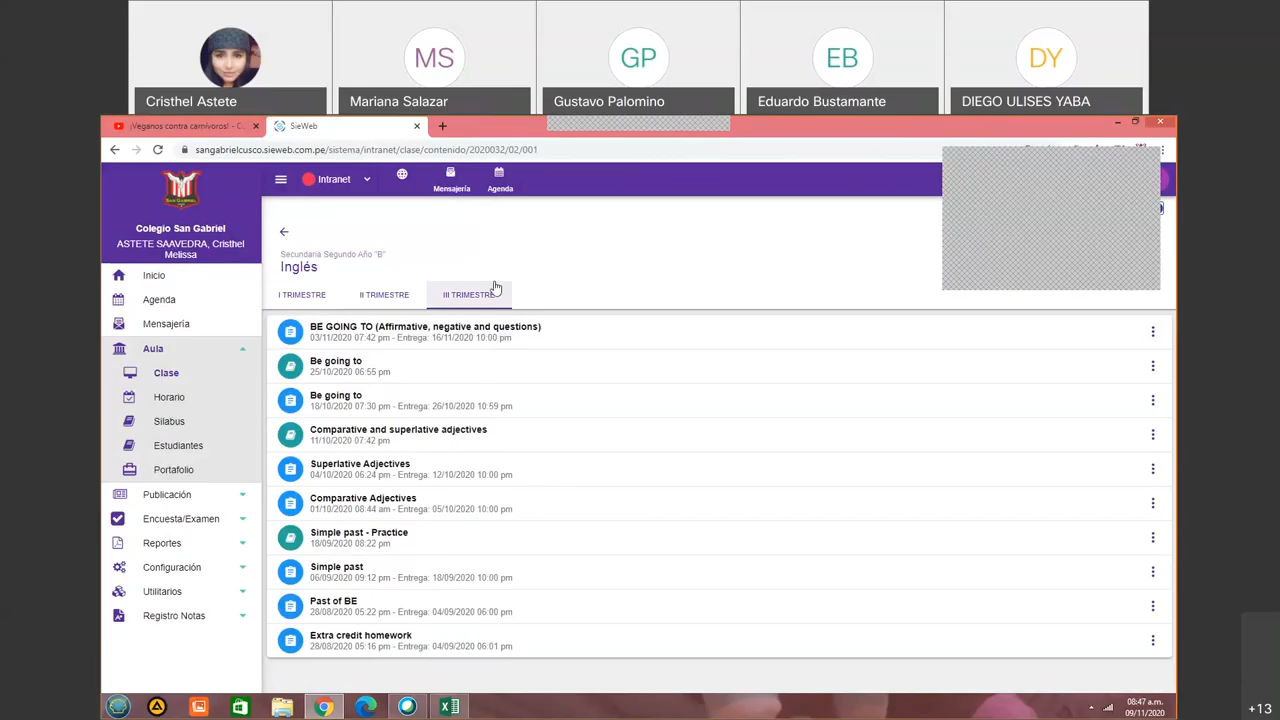 MS
GP
EB
DY
Cristhel Astete
Mariana Salazar
Gustavo Palomino
Eduardo Bustamante
DIEGO ULISES YABA
¡Veganos contra carnívoros! - C
SieWeb
sangabrielcusco.sieweb.com.pe/sistema/intranet/clase/contenido/2020032/02/001
Intranet
Mensajería
Agenda
Colegio San Gabriel
ASTETE SAAVEDRA, Cristhel
Melissa
Inicio
Agenda
Mensajería
Aula
Clase
Horario
Silabus
Estudiantes
Portafolio
Publicación
Encuesta/Examen
Reportes
Configuración
Utilitarios
Registro Notas
Secundaria Segundo Año "B"
Inglés
I TRIMESTRE
II TRIMESTRE
III TRIMESTRE
BE GOING TO (Affirmative, negative and questions)
03/11/2020 07:42 pm - Entrega: 16/11/2020 10:00 pm
Be going to
25/10/2020 06:55 pm
Be going to
18/10/2020 07:30 pm - Entrega: 26/10/2020 10:59 pm
Comparative and superlative adjectives
11/10/2020 07:42 pm
Superlative Adjectives
04/10/2020 06:24 pm - Entrega: 12/10/2020 10:00 pm
Comparative Adjectives
01/10/2020 08:44 am - Entrega: 05/10/2020 10:00 pm
Simple past - Practice
18/09/2020 08:22 pm
Simple past
06/09/2020 09:12 pm - Entrega: 18/09/2020 10:00 pm
Past of BE
28/08/2020 05:22 pm - Entrega: 04/09/2020 06:00 pm
Extra credit homework
28/08/2020 05:16 pm - Entrega: 04/09/2020 06:01 pm
08:47 a.m.
09/11/2020
+13